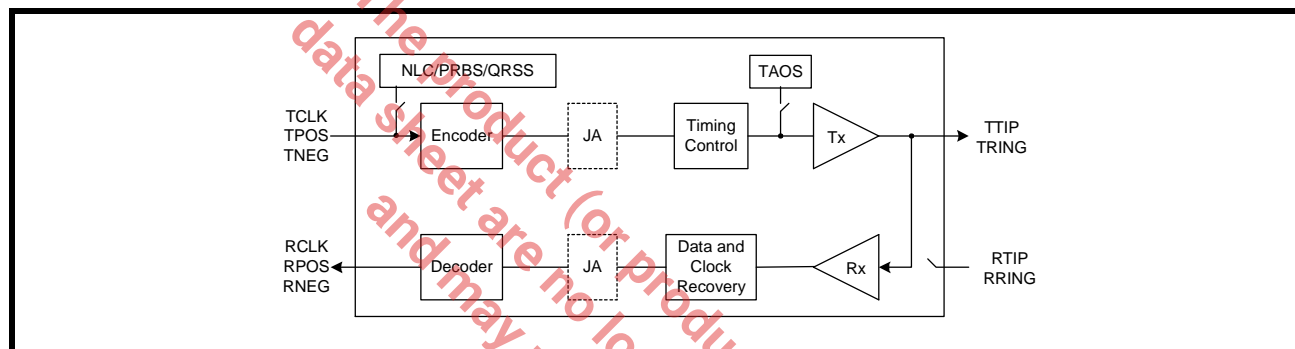 The product (or produ
data sheet are no lo
and may
NLC/PRBS/QRSS
TAOS
TCLK
TPOS
TNEG
Encoder
JA
Timing
Control
Tx
TTIP
TRING
RCLK
RPOS
RNEG
Decoder
JA
Data and
Clock
Recovery
Rx
RTIP
RRING